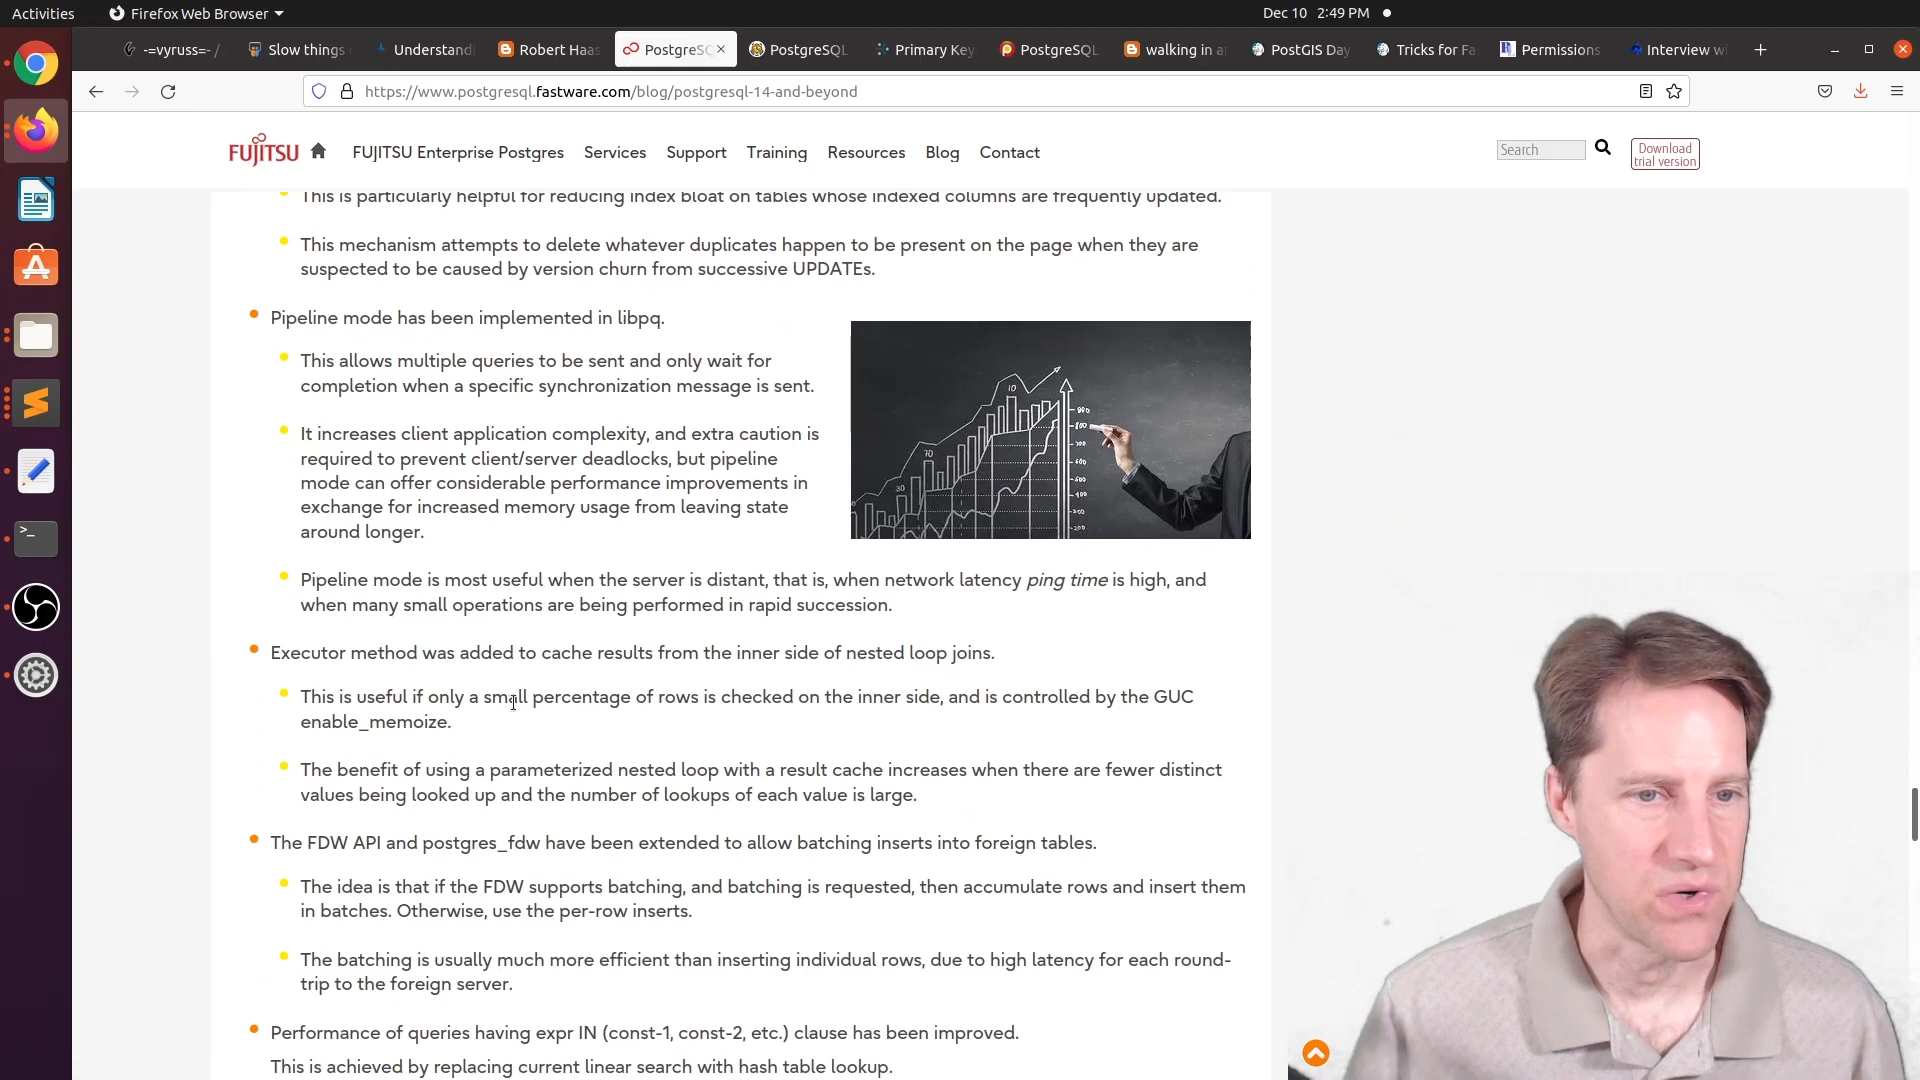 Activities
Firefox Web Browser
Dec 10 2:49 PM
-=vyruss=- /
Slow things
Understandi
Robert Haas
PostgreSQ
PostgreSQL
Primary Key
PostgreSQL
walking in a
PostGIS Day
Tricks for Fa
Permissions
Interview wi
https://www.postgresql.fastware.com/blog/postgresql-14-and-beyond
FUJITSU
FUJITSU Enterprise Postgres
Services
Support
Training
Resources
Blog
Contact
Search
Download
trial version
This is particularly helpful for reducing index bloat on tables whose indexed columns are frequently updated.
This mechanism attempts to delete whatever duplicates happen to be present on the page when they are
suspected to be caused by version churn from successive UPDATEs.
Pipeline mode has been implemented in libpq.
This allows multiple queries to be sent and only wait for
completion when a specific synchronization message is sent.
It increases client application complexity, and extra caution is
required to prevent client/server deadlocks, but pipeline
mode can offer considerable performance improvements in
exchange for increased memory usage from leaving state
around longer.
Pipeline mode is most useful when the server is distant, that is, when network latency ping time is high, and
when many small operations are being performed in rapid succession.
Executor method was added to cache results from the inner side of nested loop joins.
This is useful if only a small percentage of rows is checked on the inner side, and is controlled by the GUC
enable_memoize.
The benefit of using a parameterized nested loop with a result cache increases when there are fewer distinct
values being looked up and the number of lookups of each value is large.
The FDW API and postgres_fdw have been extended to allow batching inserts into foreign tables.
The idea is that if the FDW supports batching, and batching is requested, then accumulate rows and insert them
in batches. Otherwise, use the per-row inserts.
The batching is usually much more efficient than inserting individual rows, due to high latency for each round-
trip to the foreign server.
Performance of queries having expr IN (const-1, const-2, etc.) clause has been improved.
This is achieved by replacing current linear search with hash table lookup.